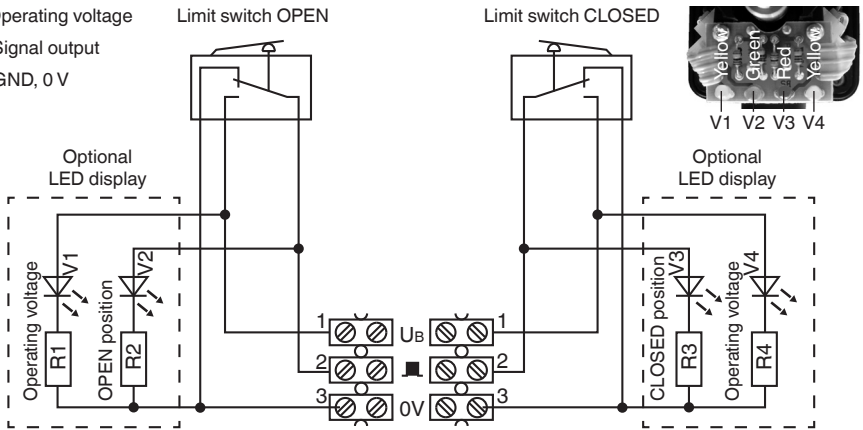 Operating voltage
Signal output
GND, 0 V
Limit switch OPEN
Limit switch CLOSED
Yellow
Green
Red
Yellow
V1 V2 V3 V4
Optional
LED display
Optional
LED display
Operating voltage
V1
R1
OPEN position
V2
R2
1
2
3
UB
0V
1
2
3
CLOSED position
V3
R3
Operating voltage
V4
R4